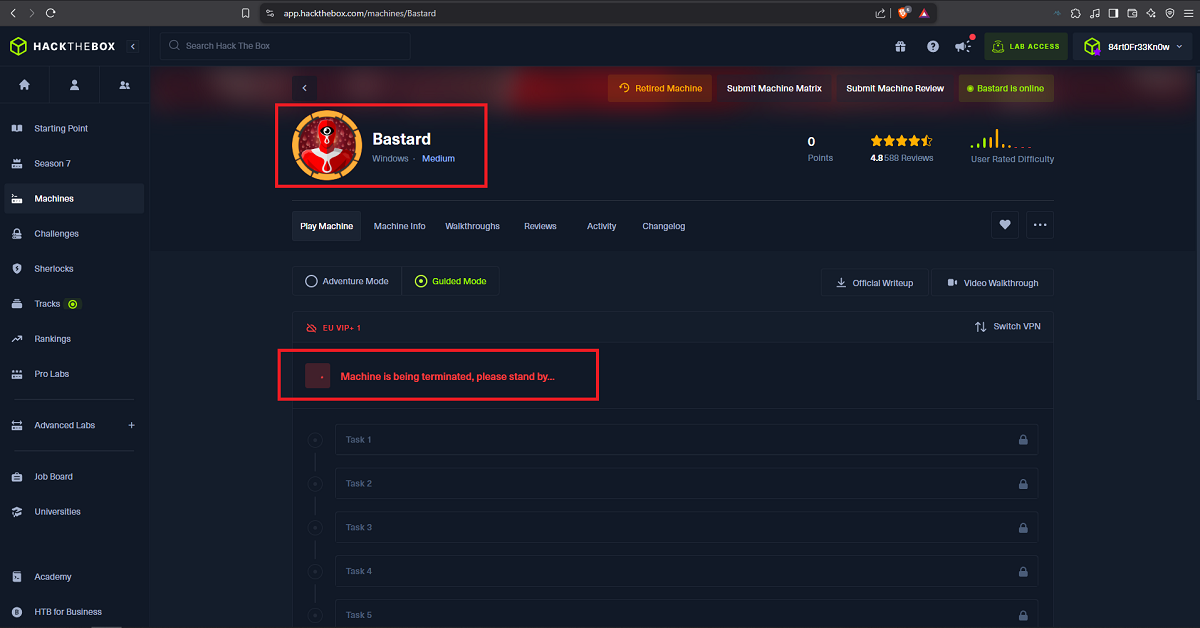 app.hackthebox.com/machines/Bastard
HACKTHEBOX
Search Hack The Box
LAB ACCESS
84rt0Fr33Kn0w
Retired Machine
Submit Machine Matrix
Submit Machine Review
Bastard is online
Bastard
Windows · Medium
0
Points
4.8 588 Reviews
User Rated Difficulty
Starting Point
Season 7
Machines
Challenges
Sherlocks
Tracks
Rankings
Pro Labs
Advanced Labs +
Job Board
Universities
Academy
HTB for Business
Play Machine
Machine Info
Walkthroughs
Reviews
Activity
Changelog
Adventure Mode
Guided Mode
Official Writeup
Video Walkthrough
EU VIP+ 1
Switch VPN
Machine is being terminated, please stand by...
Task 1
Task 2
Task 3
Task 4
Task 5